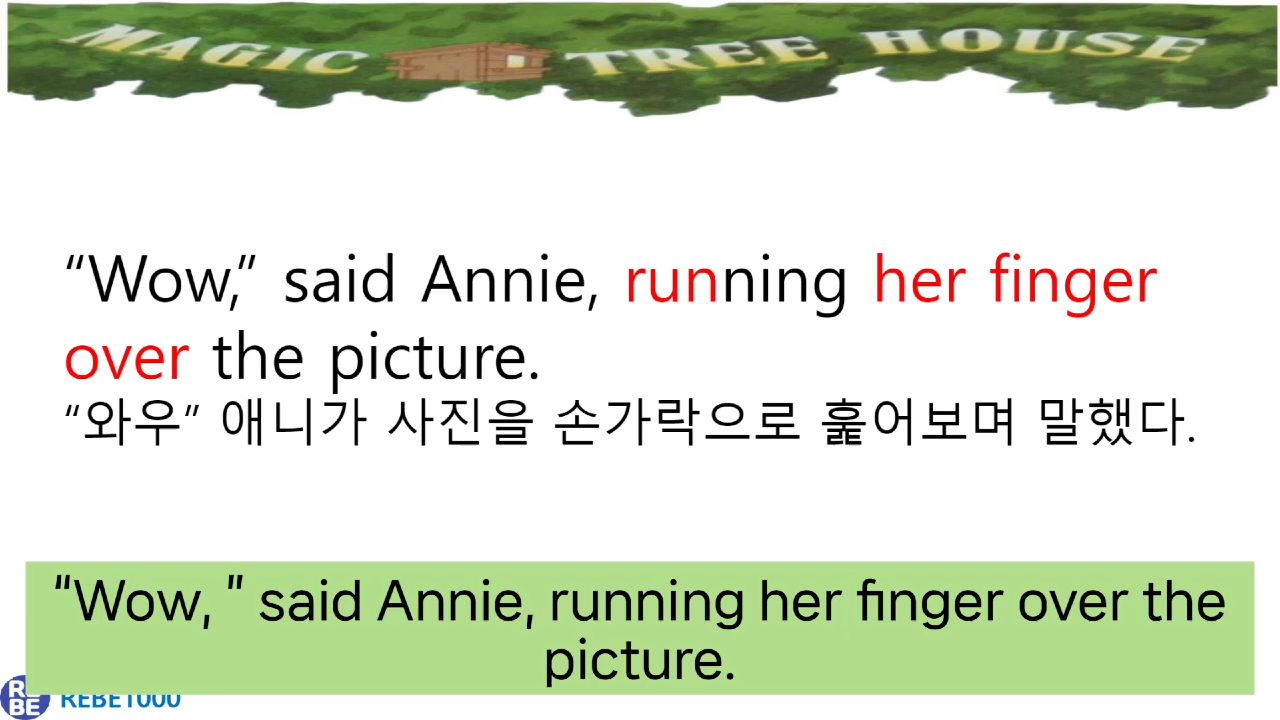 MAGIC TREE HOUSE
“Wow,” said Annie, running her finger
over the picture.
“와우” 애니가 사진을 손가락으로 훑어보며 말했다.
"Wow, " said Annie, running her finger over the
picture.
RE
BE REBE1000